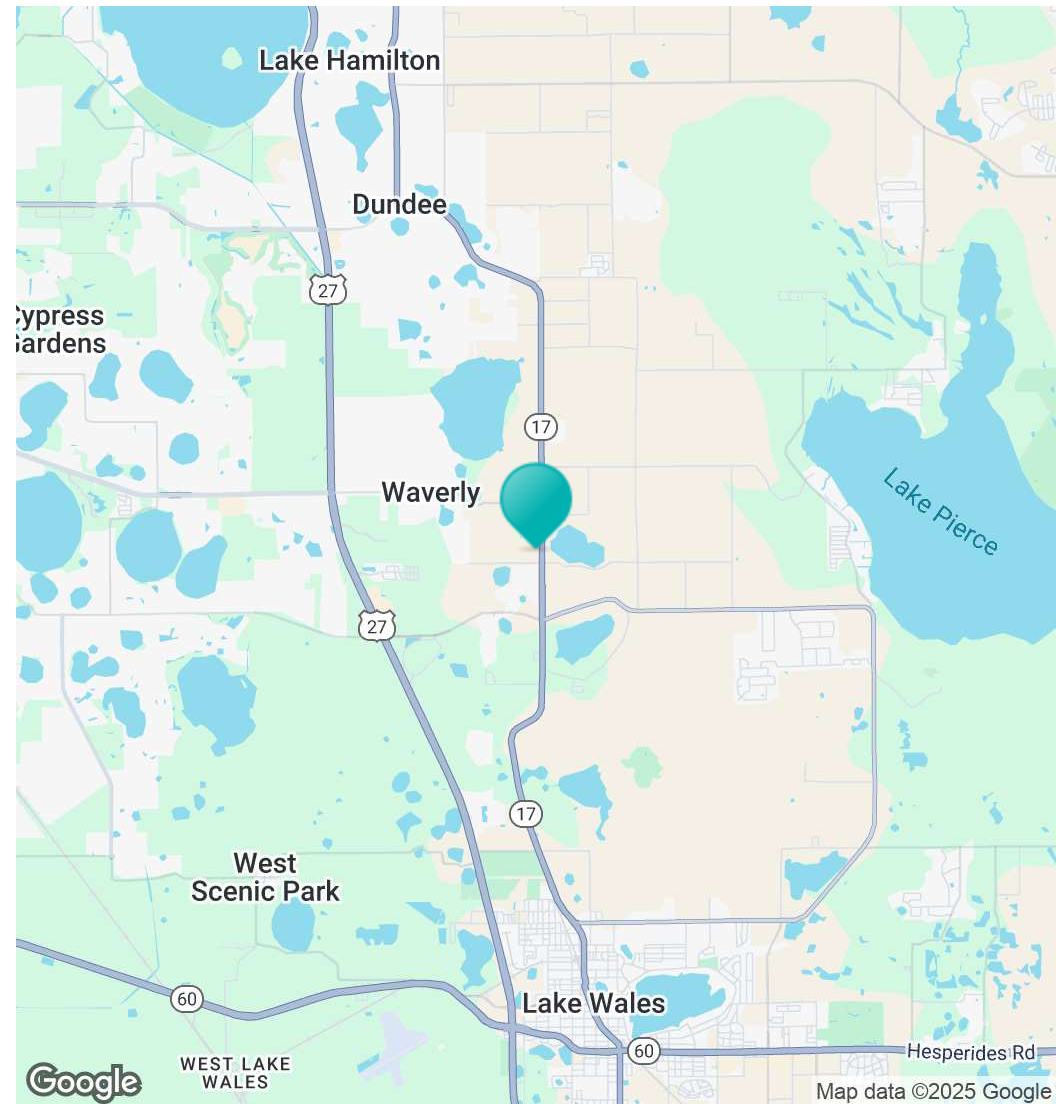 Lake Hamilton
Dundee
27
Cypress
Gardens
17
Waverly
Lake Pierce
27
17
West
Scenic Park
60
Lake Wales
60
Hesperides Rd
WEST LAKE
WALES
Google
Map data ©2025 Google